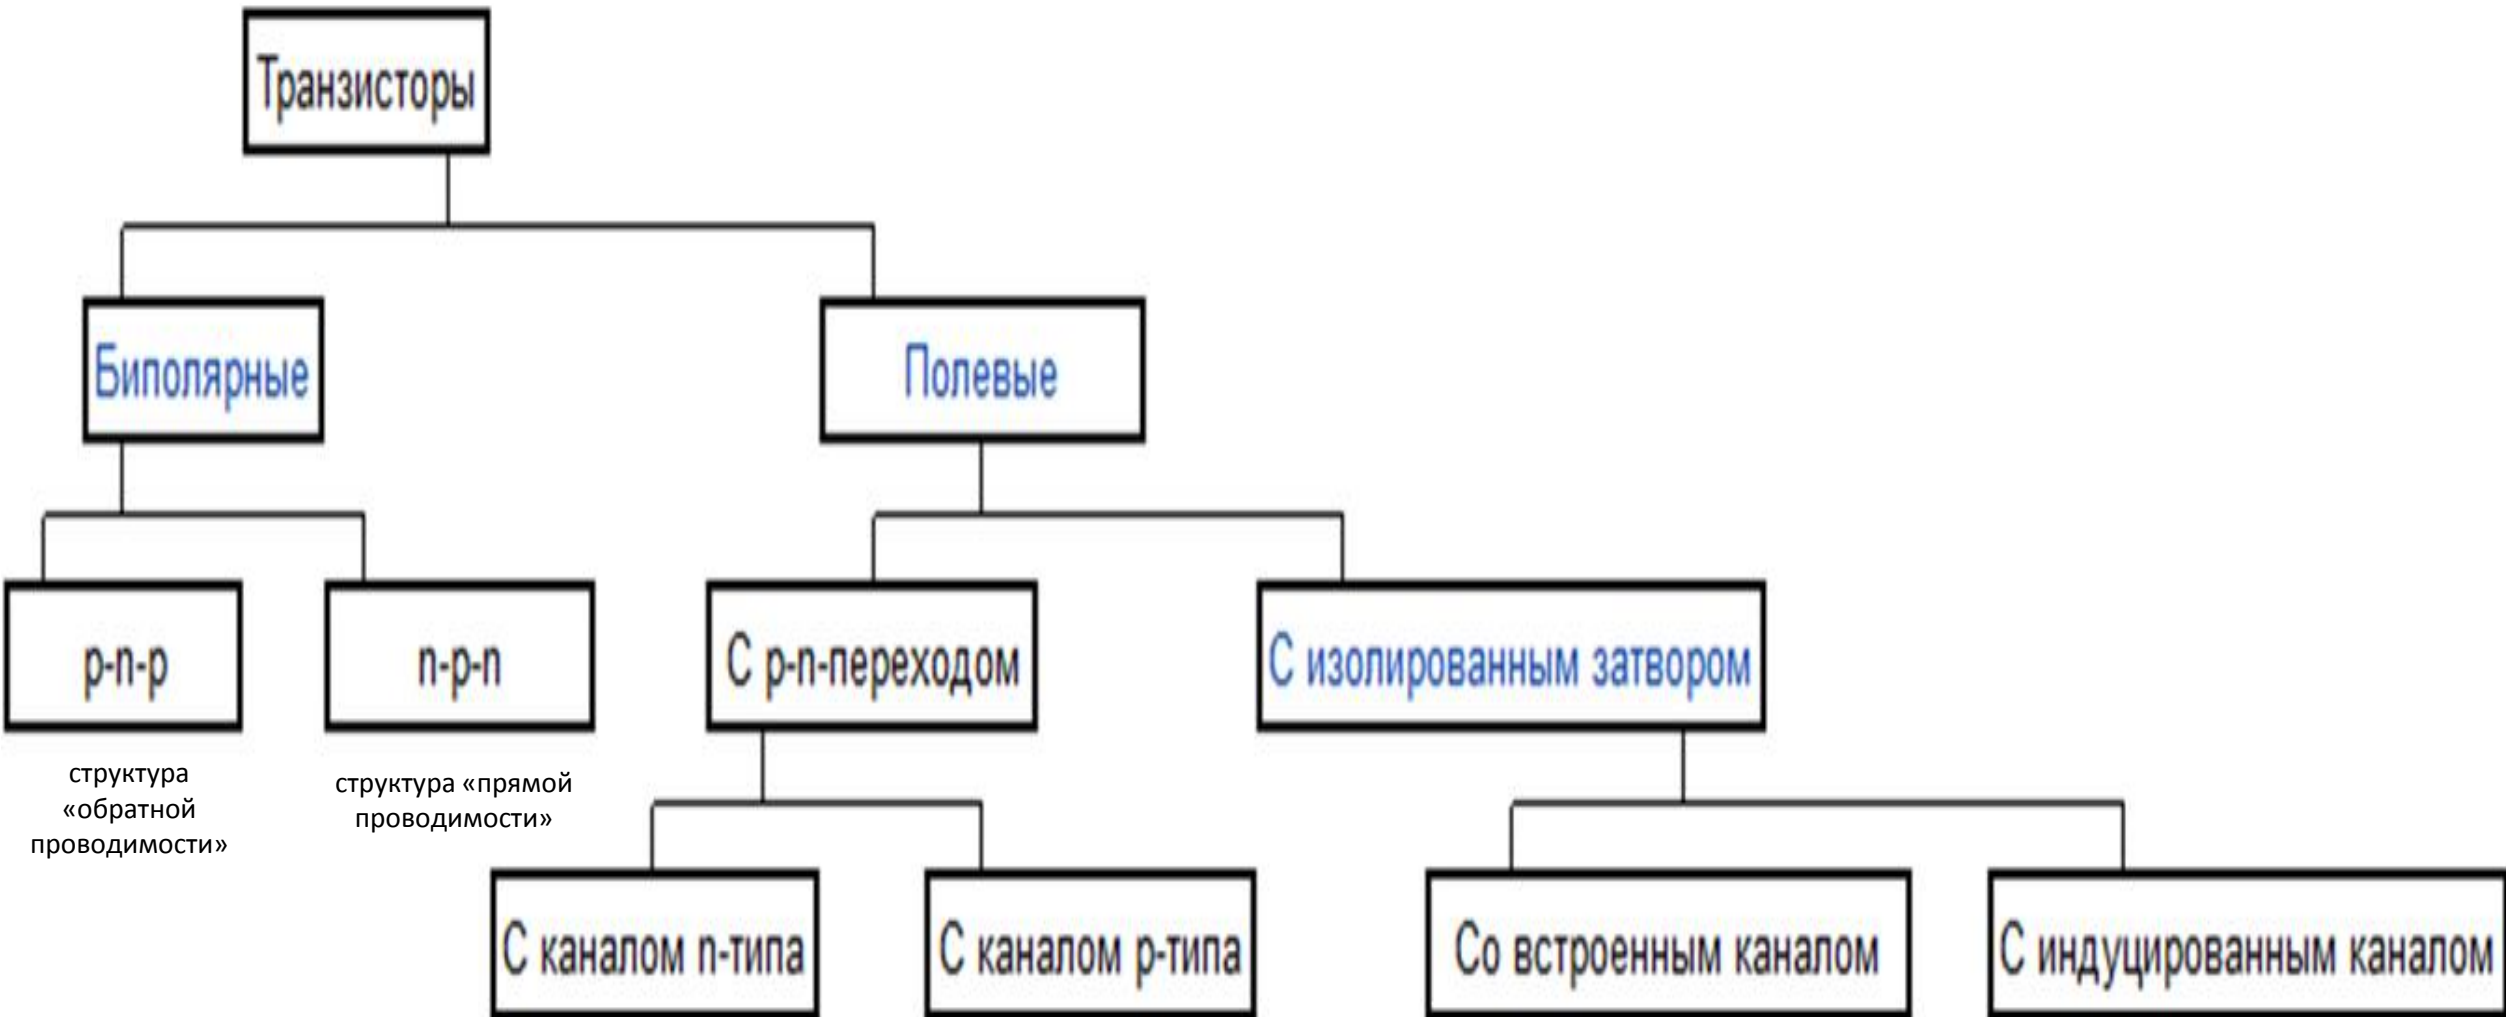 Транзисторы
Биполярные
Полевые
p-n-p
n-p-n
С p-n-переходом
С изолированным затвором
структура
«обратной
проводимости»
структура «прямой
проводимости»
С каналом n-типа
С каналом p-типа
Со встроенным каналом
С индуцированным каналом